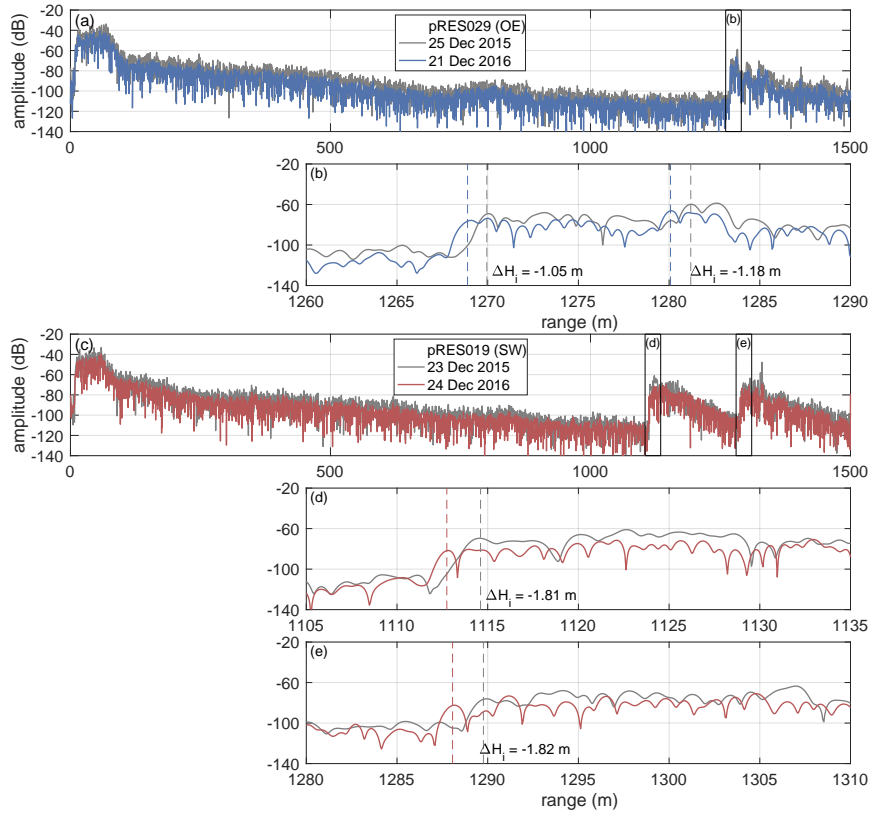 (a)
pRES029 (OE)
25 Dec 2015
21 Dec 2016
(b)
amplitude (dB)
-20
-40
-60
-80
-100
-120
-140
0
500
1000
1500
(b)
-20
-60
-100
-140
ΔH_i = -1.05 m
ΔH_i = -1.18 m
1260
1265
1270
1275
1280
1285
1290
range (m)
(c)
pRES019 (SW)
23 Dec 2015
24 Dec 2016
(d)
(e)
amplitude (dB)
-20
-40
-60
-80
-100
-120
-140
0
500
1000
1500
(d)
-20
-60
-100
-140
ΔH_i = -1.81 m
1105
1110
1115
1120
1125
1130
1135
(e)
-20
-60
-100
-140
ΔH_i = -1.82 m
1280
1285
1290
1295
1300
1305
1310
range (m)